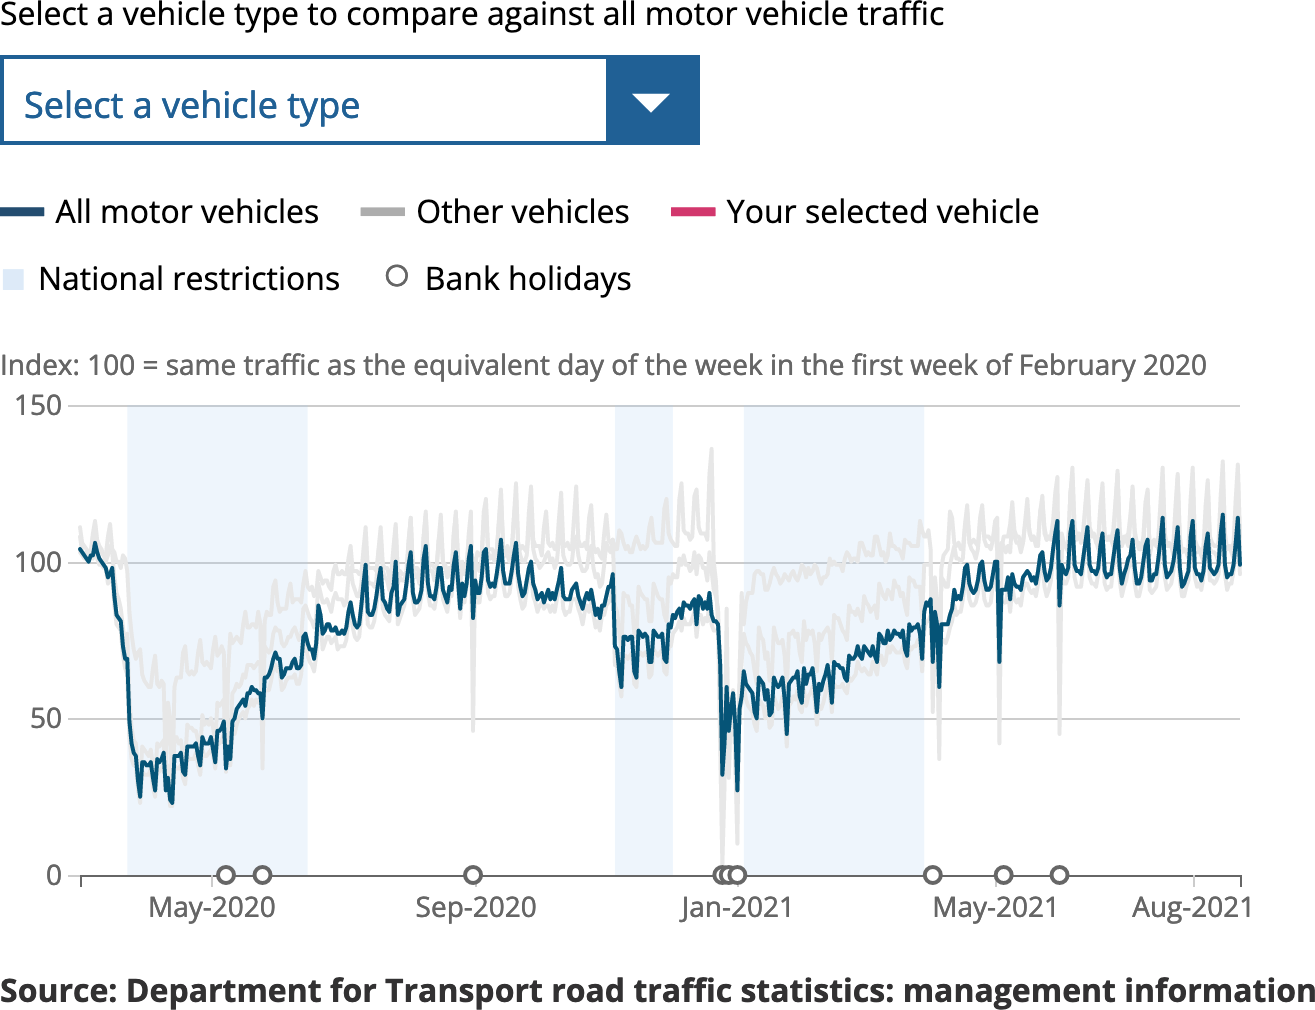 Select a vehicle type to compare against all motor vehicle traffic
Select a vehicle type
All motor vehicles Other vehicles Your selected vehicle
National restrictions Bank holidays
Index: 100 = same traffic as the equivalent day of the week in the first week of February 2020
150
100
50
0
May-2020 Sep-2020 Jan-2021 May-2021 Aug-2021
Source: Department for Transport road traffic statistics: management information